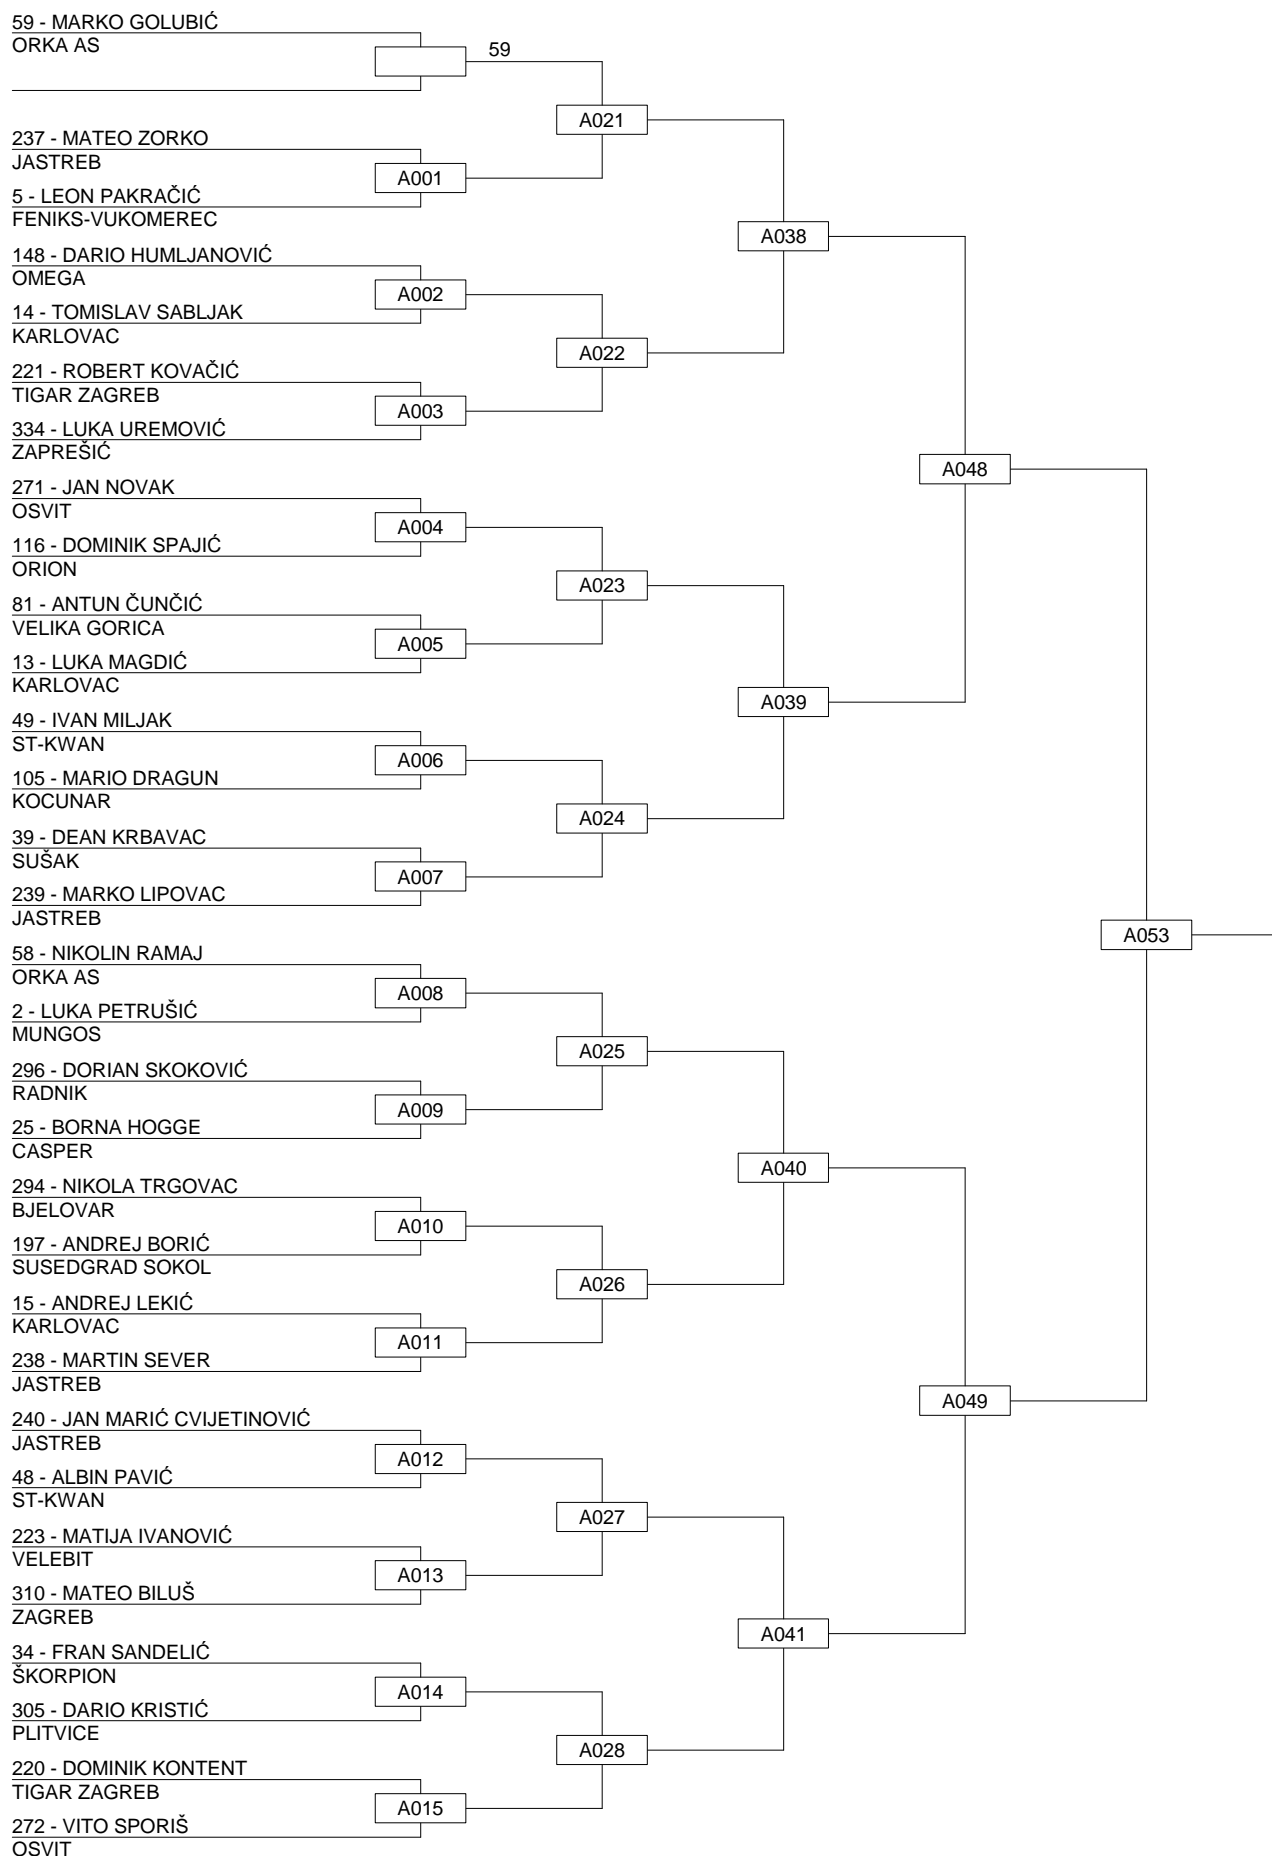 59 - MARKO GOLUBIĆ
ORKA AS
59
A021
237 - MATEO ZORKO
JASTREB
A001
5 - LEON PAKRAČIĆ
FENIKS-VUKOMEREC
A038
148 - DARIO HUMLJANOVIĆ
OMEGA
A002
14 - TOMISLAV SABLJAK
KARLOVAC
A022
221 - ROBERT KOVAČIĆ
TIGAR ZAGREB
A003
334 - LUKA UREMOVIĆ
ZAPREŠIĆ
A048
271 - JAN NOVAK
OSVIT
A004
116 - DOMINIK SPAJIĆ
ORION
A023
81 - ANTUN ČUNČIĆ
VELIKA GORICA
A005
13 - LUKA MAGDIĆ
KARLOVAC
A039
49 - IVAN MILJAK
ST-KWAN
A006
105 - MARIO DRAGUN
KOCUNAR
A024
39 - DEAN KRBAVAC
SUŠAK
A007
239 - MARKO LIPOVAC
JASTREB
A053
58 - NIKOLIN RAMAJ
ORKA AS
A008
2 - LUKA PETRUŠIĆ
MUNGOS
A025
296 - DORIAN SKOKOVIĆ
RADNIK
A009
25 - BORNA HOGGE
CASPER
A040
294 - NIKOLA TRGOVAC
BJELOVAR
A010
197 - ANDREJ BORIĆ
SUSEDGRAD SOKOL
A026
15 - ANDREJ LEKIĆ
KARLOVAC
A011
238 - MARTIN SEVER
JASTREB
A049
240 - JAN MARIĆ CVIJETINOVIĆ
JASTREB
A012
48 - ALBIN PAVIĆ
ST-KWAN
A027
223 - MATIJA IVANOVIĆ
VELEBIT
A013
310 - MATEO BILUŠ
ZAGREB
A041
34 - FRAN SANDELIĆ
ŠKORPION
A014
305 - DARIO KRISTIĆ
PLITVICE
A028
220 - DOMINIK KONTENT
TIGAR ZAGREB
A015
272 - VITO SPORIŠ
OSVIT